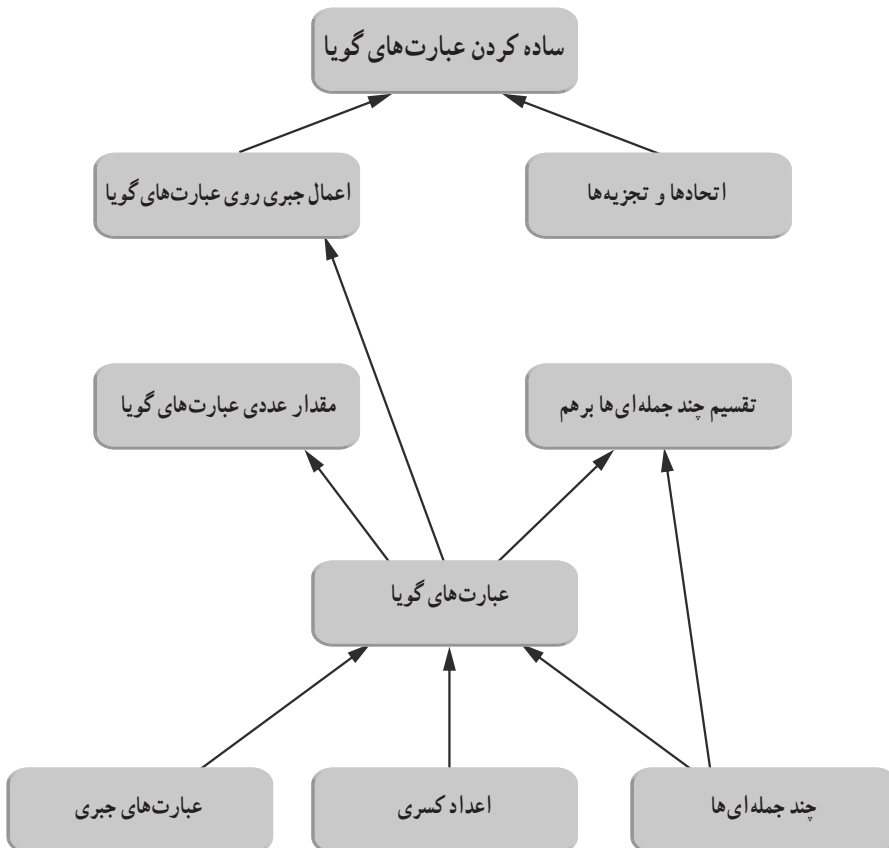 ساده کردن عبارت‌های گویا
اتحادها و تجزیه‌ها
اعمال جبری روی عبارت‌های گویا
تقسیم چند جمله‌ای‌ها برهم
مقدار عددی عبارت‌های گویا
عبارت‌های گویا
چند جمله‌ای‌ها
اعداد کسری
عبارت‌های جبری